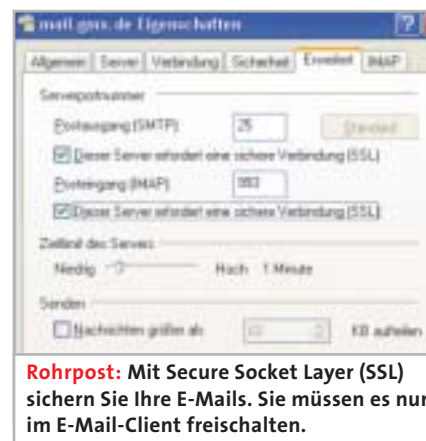 mail.gmx.de Eigenschaften
Allgemein Server Verbindung Sicherheit Erweitert IMAP
Serverportnummer
Postausgang (SMTP) 25 Standard
Dieser Server erfordert eine sichere Verbindung (SSL)
Posteingang (IMAP) 993
Dieser Server erfordert eine sichere Verbindung (SSL)
Zeitlimit des Servers
Niedrig Hoch 1 Minute
Senden
Nachrichten größer als KB aufteilen
Rohrpost: Mit Secure Socket Layer (SSL)
sichern Sie Ihre E-Mails. Sie müssen es nur
im E-Mail-Client freischalten.